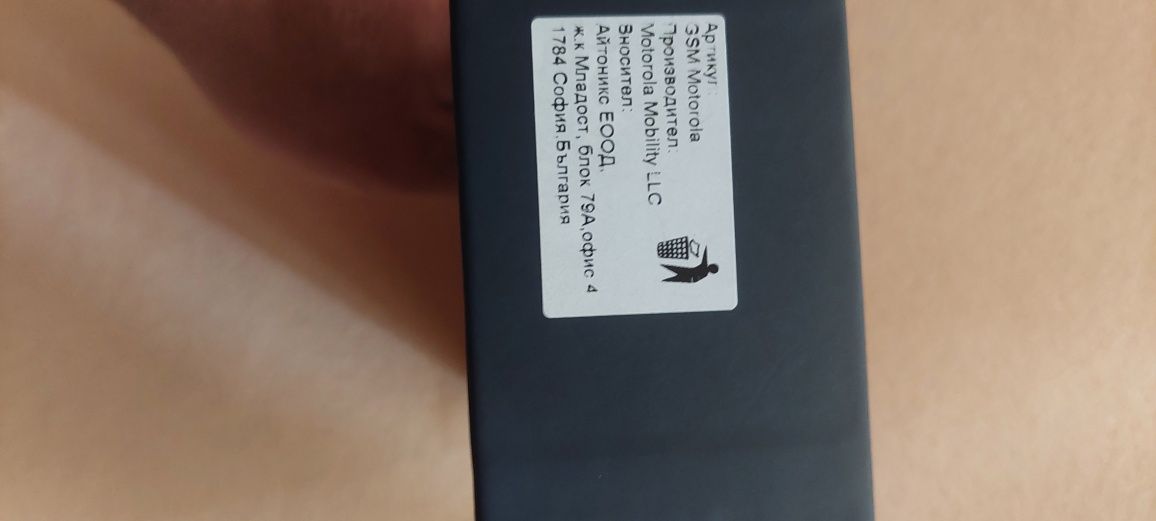 Артикул:
GSM Motorola
Производител:
Motorola Mobility LLC
Вносител:
Айтоникс ЕООД,
ж.к Младост, блок 79А,офис 4
1784 София.България